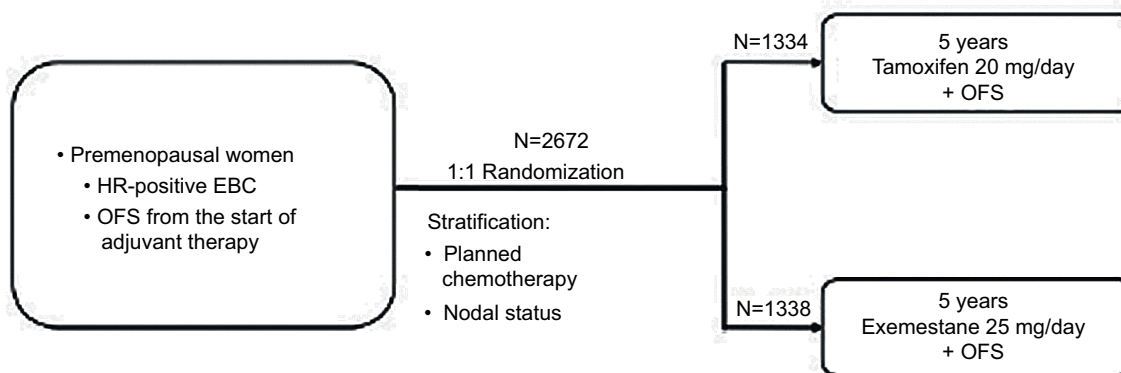 • Premenopausal women
• HR-positive EBC
• OFS from the start of
adjuvant therapy
N=2672
1:1 Randomization
Stratification:
• Planned
chemotherapy
• Nodal status
N=1334
5 years
Tamoxifen 20 mg/day
+ OFS
N=1338
5 years
Exemestane 25 mg/day
+ OFS